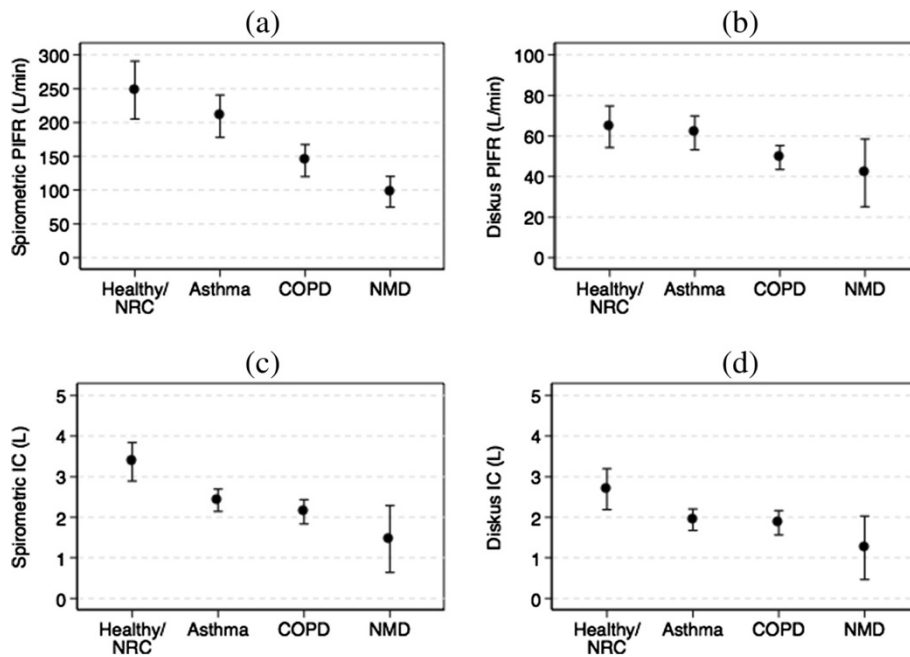 (a)
Spirometric PIFR (L/min)
300
250
200
150
100
50
0
Healthy/
NRC
Asthma
COPD
NMD
(b)
Diskus PIFR (L/min)
100
80
60
40
20
0
Healthy/
NRC
Asthma
COPD
NMD
(c)
Spirometric IC (L)
5
4
3
2
1
0
Healthy/
NRC
Asthma
COPD
NMD
(d)
Diskus IC (L)
5
4
3
2
1
0
Healthy/
NRC
Asthma
COPD
NMD